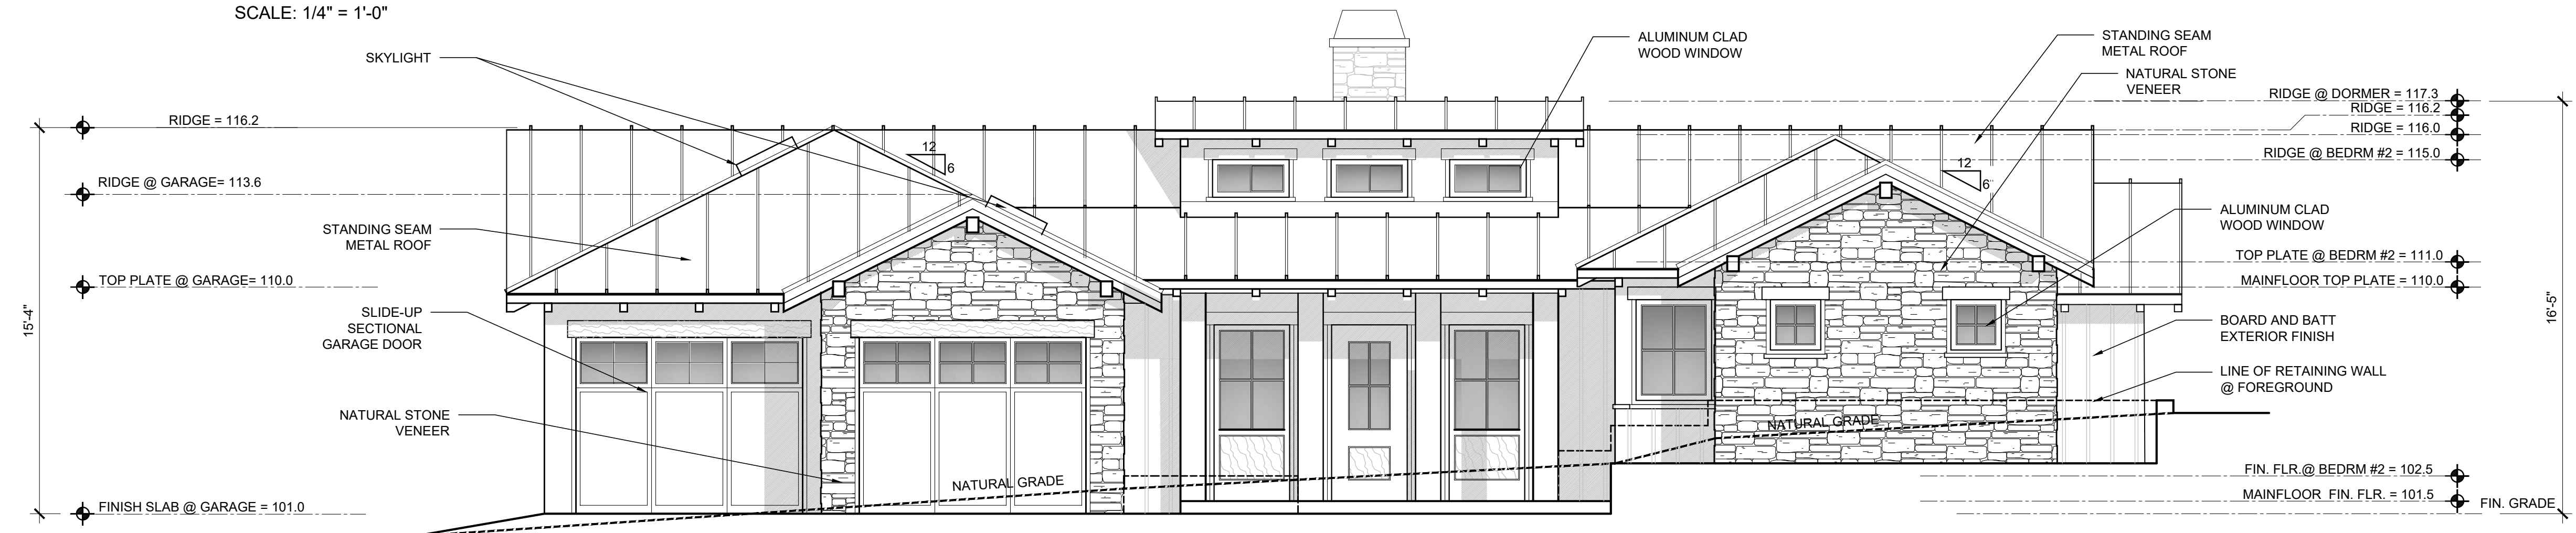 SCALE: 1/4" = 1'-0"
SKYLIGHT
ALUMINUM CLAD
WOOD WINDOW
STANDING SEAM
METAL ROOF
NATURAL STONE
VENEER
RIDGE = 116.2
RIDGE @ GARAGE= 113.6
STANDING SEAM
METAL ROOF
TOP PLATE @ GARAGE= 110.0
SLIDE-UP
SECTIONAL
GARAGE DOOR
15'-4"
NATURAL STONE
VENEER
FINISH SLAB @ GARAGE = 101.0
12
6
NATURAL GRADE
12
6"
NATURAL GRADE
RIDGE @ DORMER = 117.3
RIDGE = 116.2
RIDGE = 116.0
RIDGE @ BEDRM #2 = 115.0
ALUMINUM CLAD
WOOD WINDOW
TOP PLATE @ BEDRM #2 = 111.0
MAINFLOOR TOP PLATE = 110.0
BOARD AND BATT
EXTERIOR FINISH
16'-5"
LINE OF RETAINING WALL
@ FOREGROUND
FIN. FLR.@ BEDRM #2 = 102.5
MAINFLOOR FIN. FLR. = 101.5
FIN. GRADE